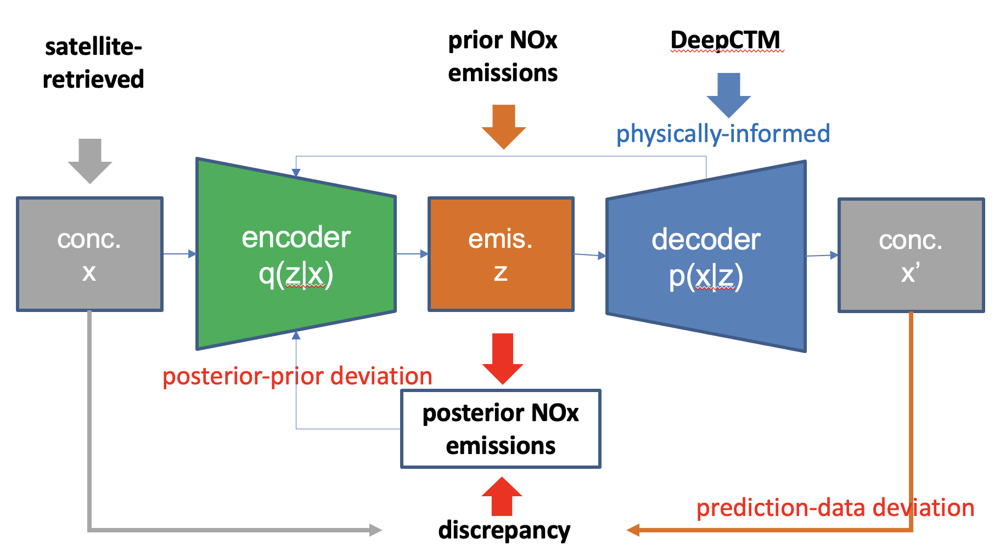 satellite-
retrieved
prior NOx
emissions
DeepCTM
physically-informed
conc.
x
encoder
q(z|x)
emis.
z
decoder
p(x|z)
conc.
x’
posterior-prior deviation
posterior NOx
emissions
prediction-data deviation
discrepancy